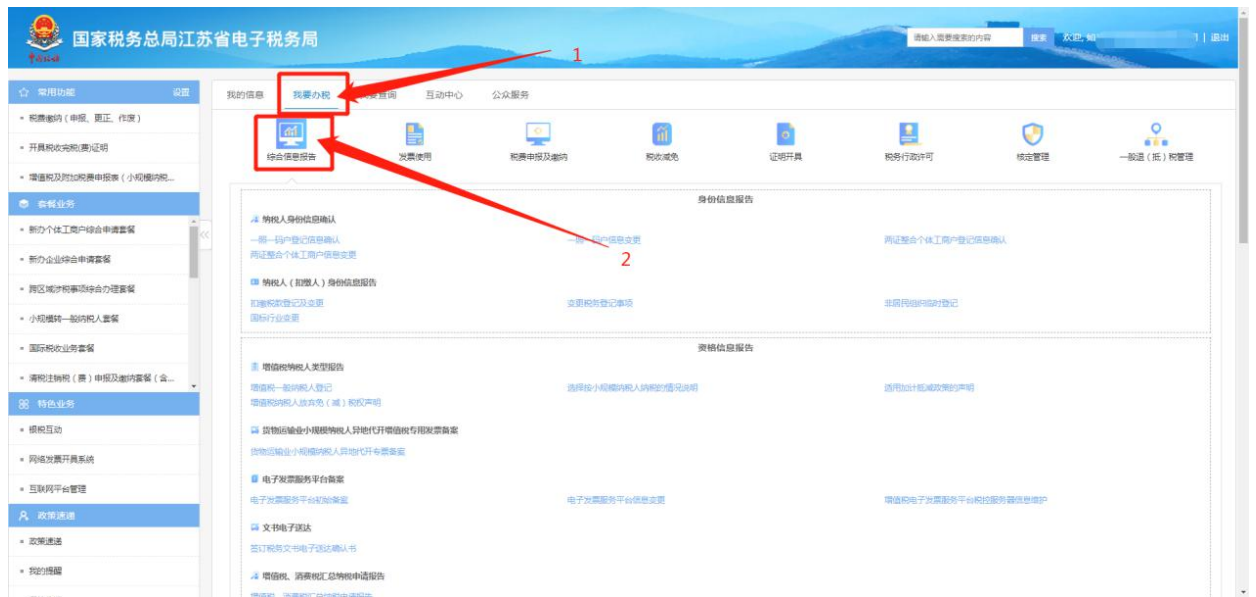 国家税务总局江苏省电子税务局
请输入需要搜索的内容
搜索
欢迎,
退出
1
常用功能
设置
我的信息
我要办税
我要查询
互动中心
公众服务
税费缴纳（申报、更正、作废）
开具税收完税(费)证明
增值税及附加税费申报表（小规模纳税...
综合信息报告
发票使用
税费申报及缴纳
税收减免
证明开具
税务行政许可
核定管理
一般退（抵）税管理
套餐业务
新办个体工商户综合申请套餐
新办企业综合申请套餐
跨区域涉税事项综合办理套餐
小规模转一般纳税人套餐
国际税收业务套餐
清税注销税（费）申报及缴纳套餐（含...
特色业务
银税互动
网络发票开具系统
互联网平台管理
政策速递
政策速递
我的提醒
身份信息报告
纳税人身份信息确认
一照一码户登记信息确认
一照一码户信息变更
两证整合个体工商户登记信息确认
两证整合个体工商户信息变更
2
纳税人（扣缴人）身份信息报告
扣缴税款登记及变更
变更税务登记事项
非居民组织临时登记
国标行业变更
资格信息报告
增值税纳税人类型报告
增值税一般纳税人登记
选择按小规模纳税人纳税的情况说明
适用加计抵减政策的声明
增值税纳税人放弃免（减）税权声明
货物运输业小规模纳税人异地代开增值税专用发票备案
货物运输业小规模纳税人异地代开专票备案
电子发票服务平台备案
电子发票服务平台初始备案
电子发票服务平台信息变更
增值税电子发票服务平台税控服务器信息维护
文书电子送达
签订税务文书电子送达确认书
增值税、消费税汇总纳税申请报告
增值税、消费税汇总纳税申请报告